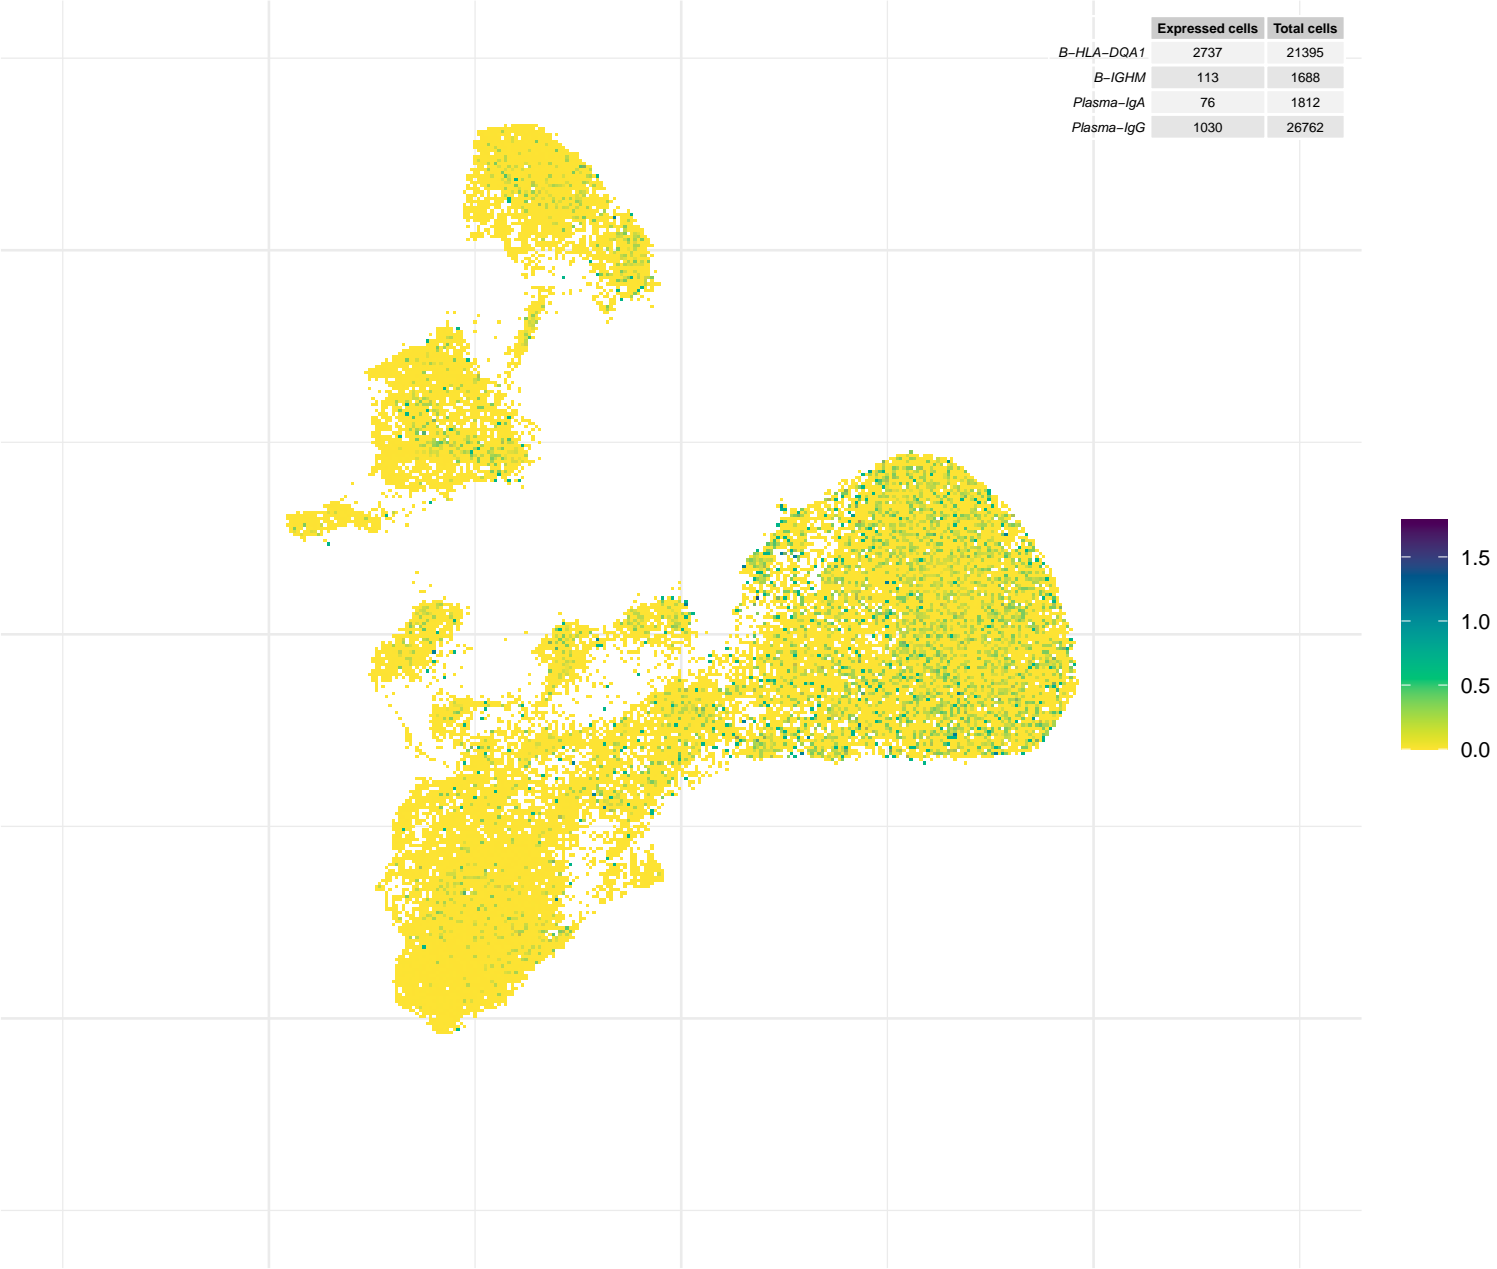 Expressed cells Total cells
B-HLA-DQA1 2737 21395
B-IGHM 113 1688
Plasma-IgA 76 1812
Plasma-IgG 1030 26762
1.5
1.0
0.5
0.0